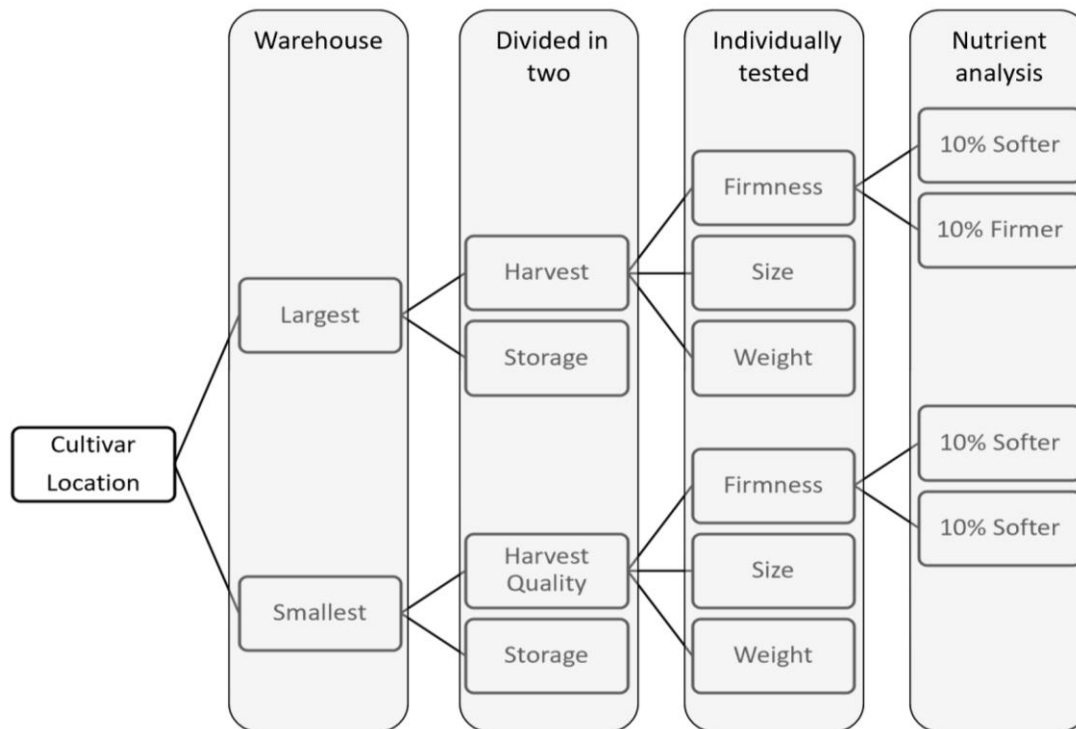 Warehouse
Divided in
two
Individually
tested
Nutrient
analysis
Cultivar
Location
Largest
Smallest
Harvest
Storage
Harvest
Quality
Storage
Firmness
Size
Weight
Firmness
Size
Weight
10% Softer
10% Firmer
10% Softer
10% Softer